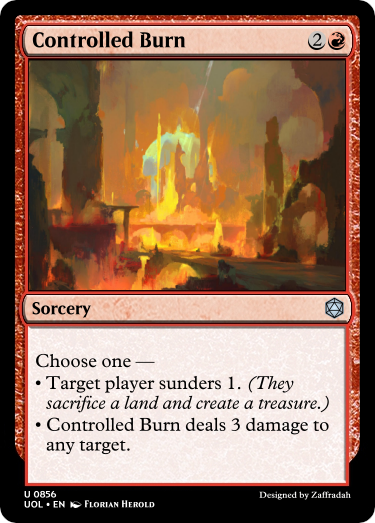 Controlled Burn 2
Sorcery
Choose one —
• Target player sunders 1. (They
sacrifice a land and create a treasure.)
• Controlled Burn deals 3 damage to
any target.
U 0856
UOL • EN Florian Herold
Designed by Zaffradah